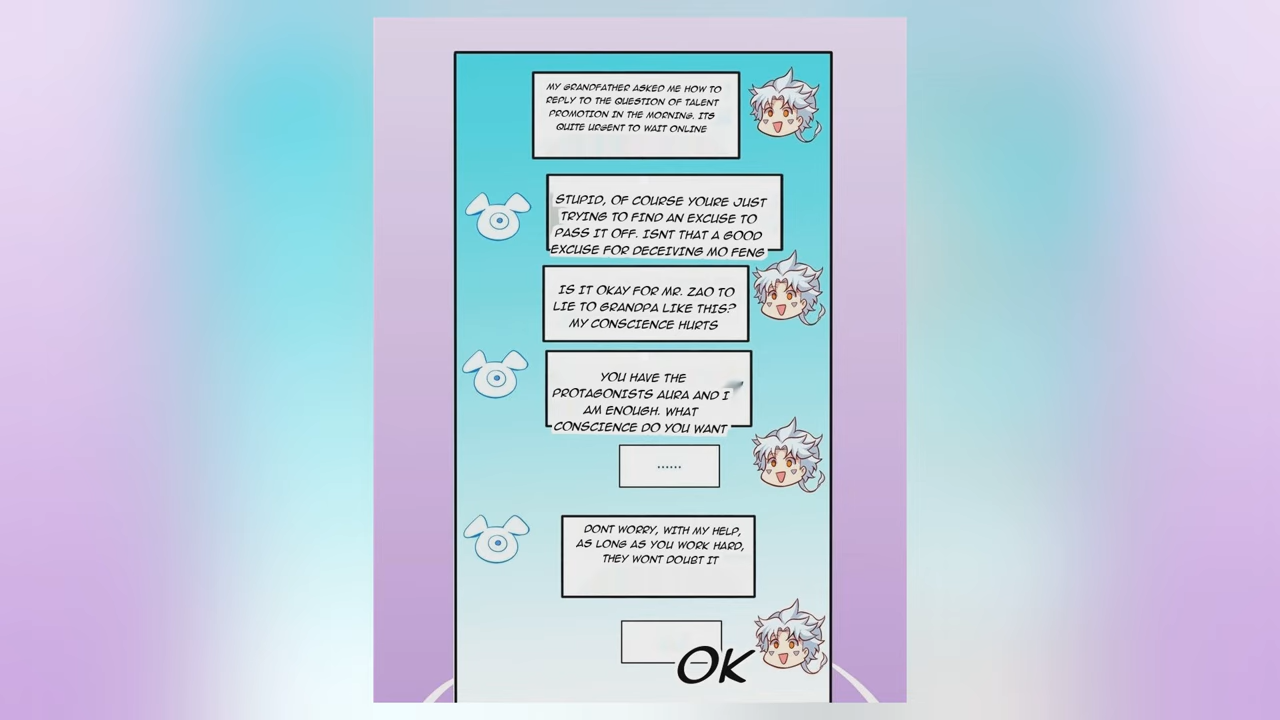 MY GRANDFATHER ASKED ME HOW TO
REPLY TO THE QUESTION OF TALENT
PROMOTION IN THE MORNING. ITS
QUITE URGENT TO WAIT ONLINE
STUPID, OF COURSE YOURE JUST
TRYING TO FIND AN EXCUSE TO
PASS IT OFF. ISNT THAT A GOOD
EXCUSE FOR DECEIVING MO FENG
IS IT OKAY FOR MR. ZAO TO
LIE TO GRANDPA LIKE THIS?
MY CONSCIENCE HURTS
YOU HAVE THE
PROTAGONISTS AURA AND I
AM ENOUGH. WHAT
CONSCIENCE DO YOU WANT
......
DONT WORRY, WITH MY HELP,
AS LONG AS YOU WORK HARD,
THEY WONT DOUBT IT
OK